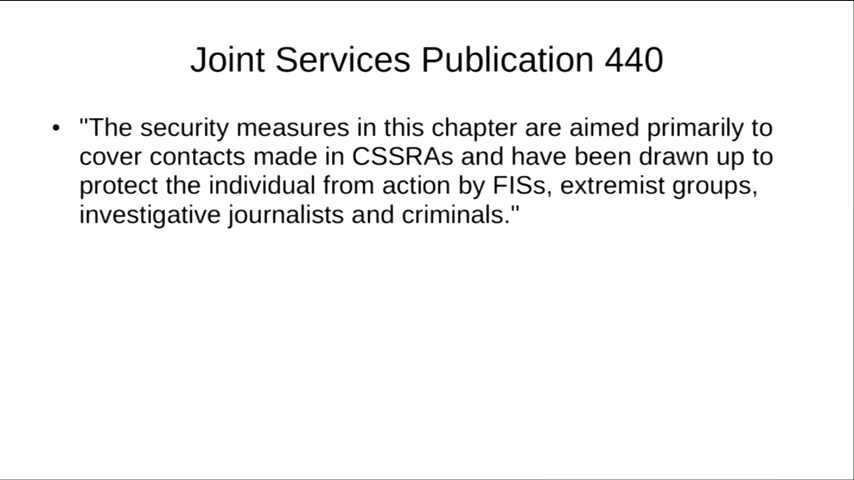 Joint Services Publication 440
• "The security measures in this chapter are aimed primarily to
cover contacts made in CSSRAs and have been drawn up to
protect the individual from action by FISs, extremist groups,
investigative journalists and criminals."